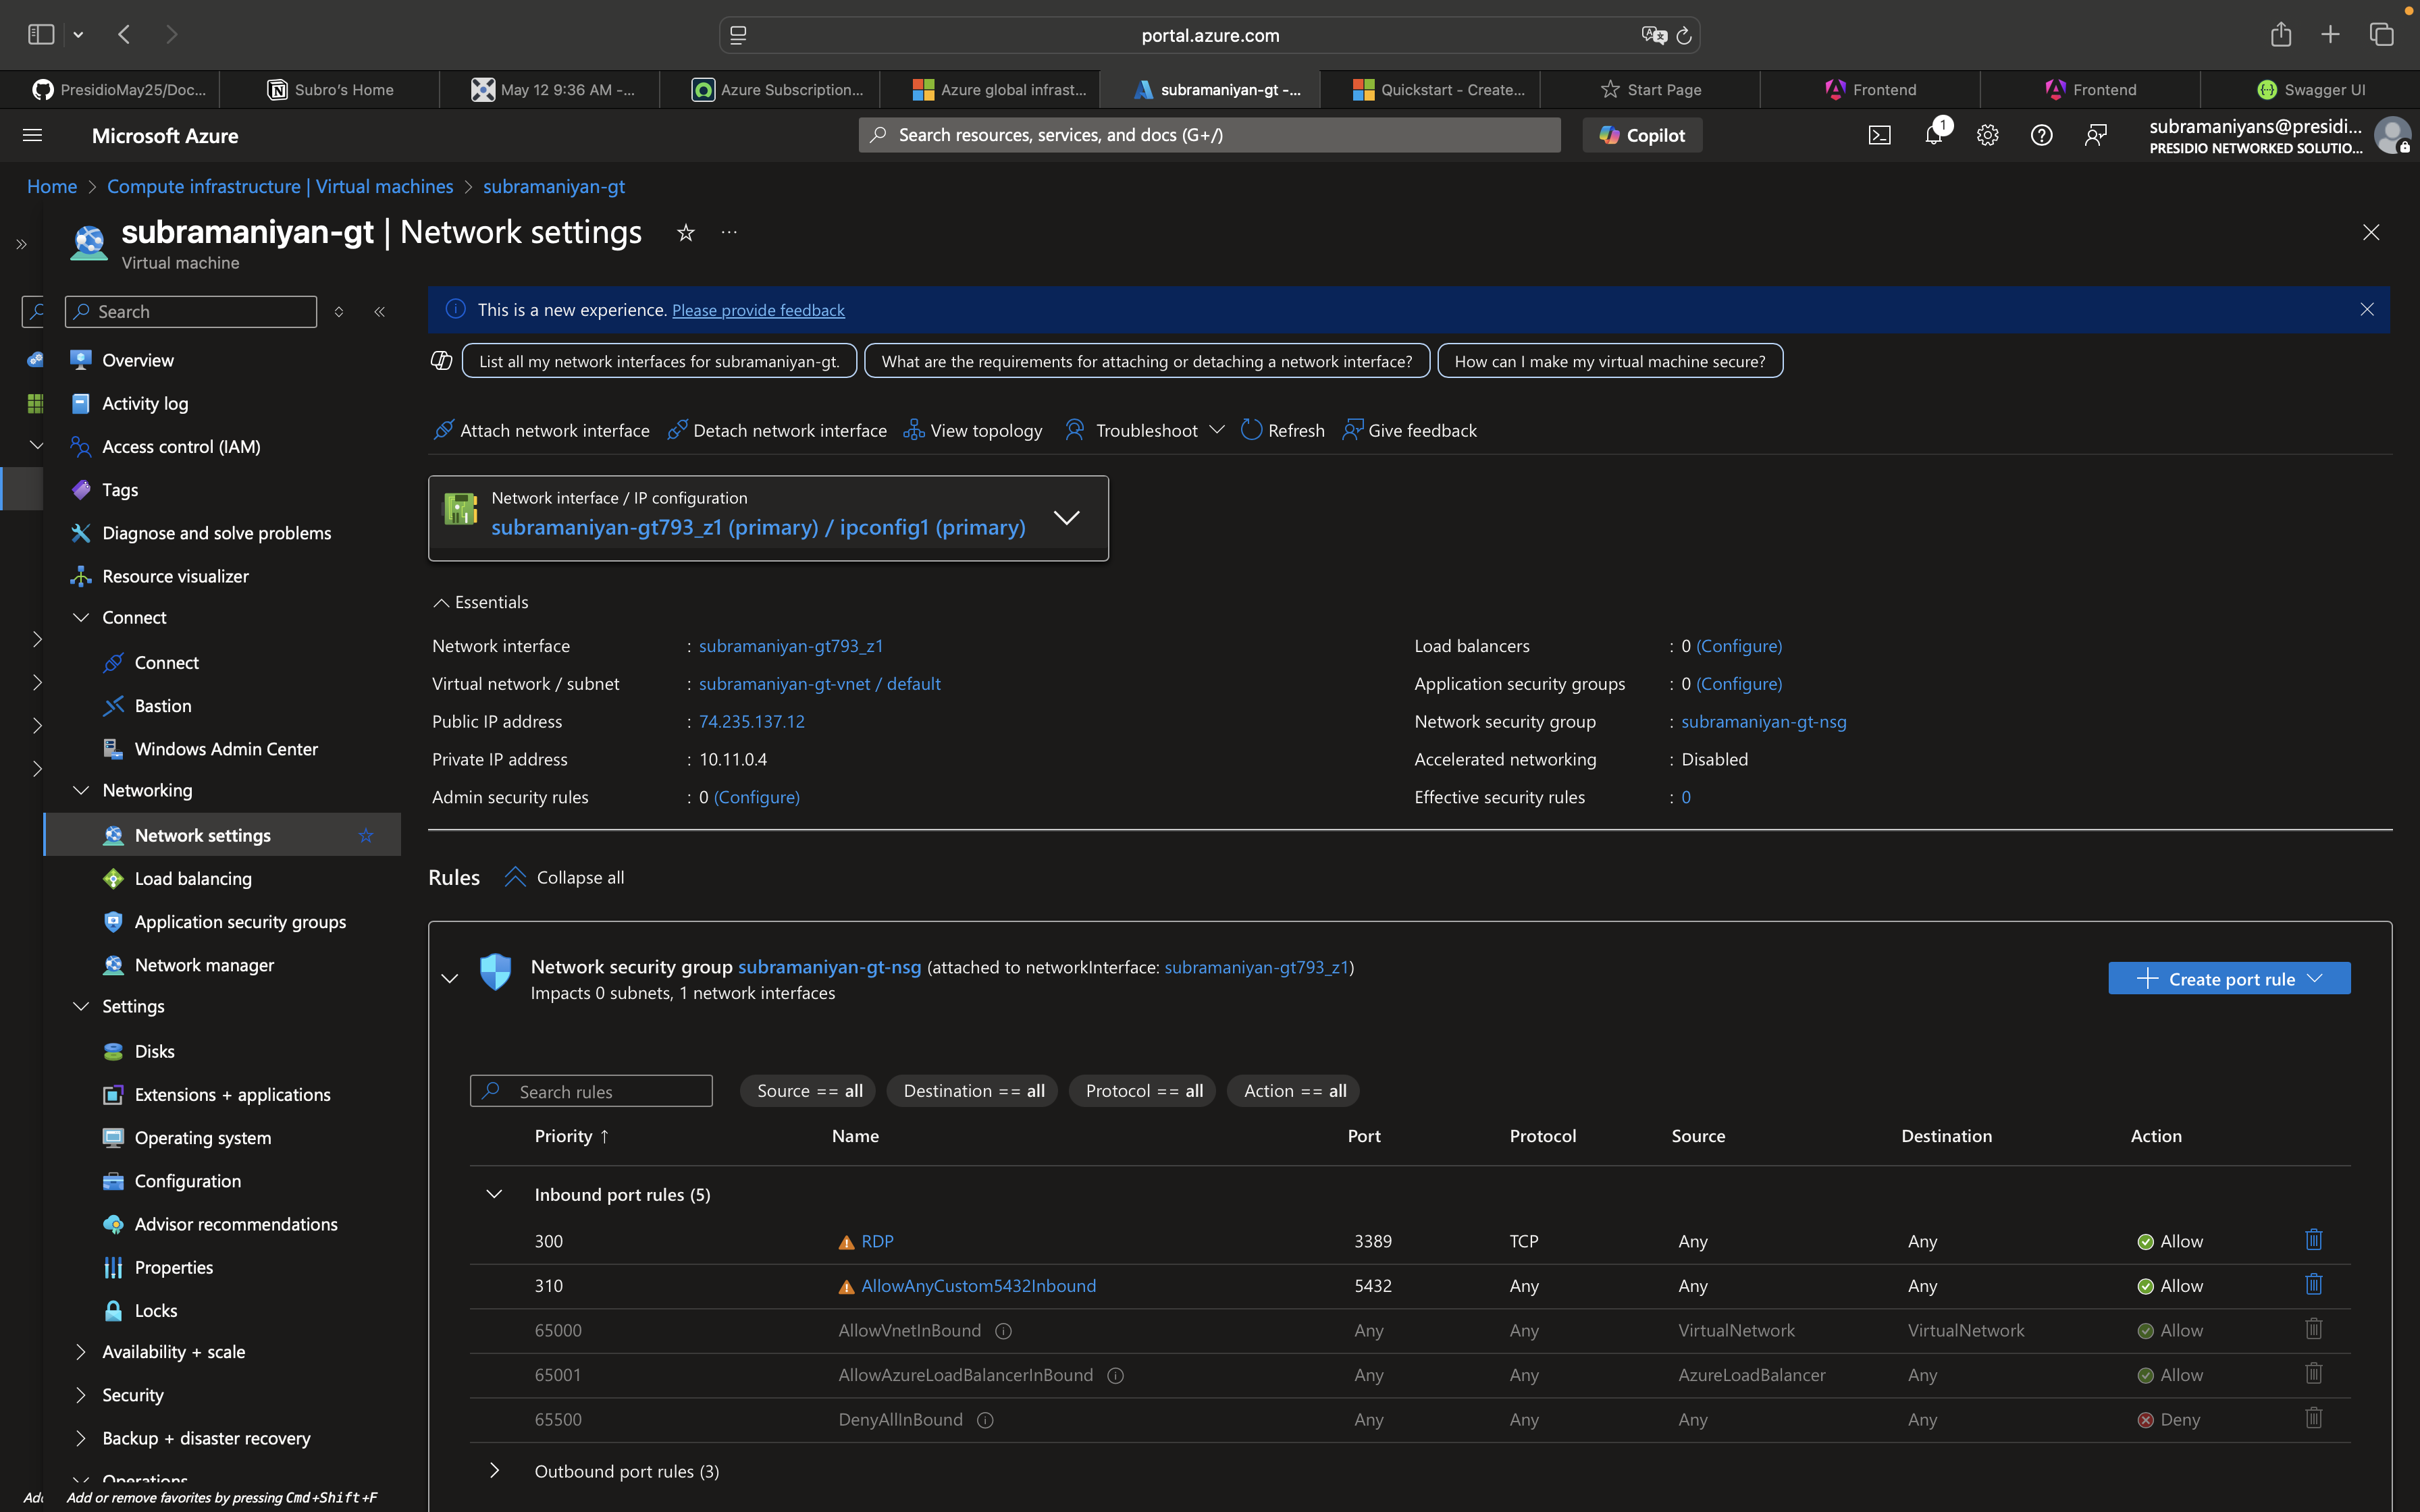 portal.azure.com
PresidioMay25/Doc...
Subro's Home
May 12 9:36 AM -...
Azure Subscription...
Azure global infrast...
subramaniyan-gt -...
Quickstart - Create...
Start Page
Frontend
Frontend
Swagger UI
Microsoft Azure
Search resources, services, and docs (G+/)
Copilot
1
subramaniyans@presidi...
PRESIDIO NETWORKED SOLUTIO...
Home > Compute infrastructure | Virtual machines > subramaniyan-gt
subramaniyan-gt | Network settings
Virtual machine
Search
Overview
Activity log
Access control (IAM)
Tags
Diagnose and solve problems
Resource visualizer
Connect
Connect
Bastion
Windows Admin Center
Networking
Network settings
Load balancing
Application security groups
Network manager
Settings
Disks
Extensions + applications
Operating system
Configuration
Advisor recommendations
Properties
Locks
Availability + scale
Security
Backup + disaster recovery
Operations
Add or remove favorites by pressing Cmd+Shift+F
This is a new experience. Please provide feedback
List all my network interfaces for subramaniyan-gt.
What are the requirements for attaching or detaching a network interface?
How can I make my virtual machine secure?
Attach network interface
Detach network interface
View topology
Troubleshoot
Refresh
Give feedback
Network interface / IP configuration
subramaniyan-gt793_z1 (primary) / ipconfig1 (primary)
Essentials
Network interface : subramaniyan-gt793_z1
Virtual network / subnet : subramaniyan-gt-vnet / default
Public IP address : 74.235.137.12
Private IP address : 10.11.0.4
Admin security rules : 0 (Configure)
Load balancers : 0 (Configure)
Application security groups : 0 (Configure)
Network security group : subramaniyan-gt-nsg
Accelerated networking : Disabled
Effective security rules : 0
Rules
Collapse all
Network security group subramaniyan-gt-nsg (attached to networkInterface: subramaniyan-gt793_z1)
Impacts 0 subnets, 1 network interfaces
Create port rule
Search rules
Source == all
Destination == all
Protocol == all
Action == all
Priority ↑ Name Port Protocol Source Destination Action
Inbound port rules (5)
300 RDP 3389 TCP Any Any Allow
310 AllowAnyCustom5432Inbound 5432 Any Any Any Allow
65000 AllowVnetInBound Any Any VirtualNetwork VirtualNetwork Allow
65001 AllowAzureLoadBalancerInBound Any Any AzureLoadBalancer Any Allow
65500 DenyAllInBound Any Any Any Any Deny
Outbound port rules (3)